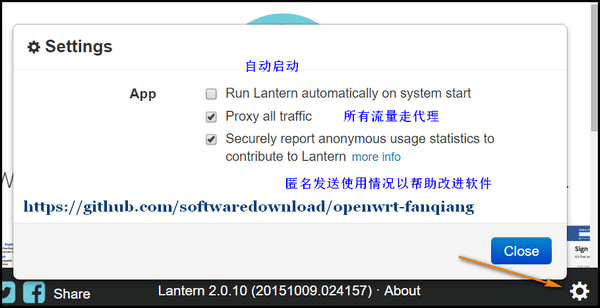 Settings
自动启动
App
Run Lantern automatically on system start
Proxy all traffic 所有流量走代理
Securely report anonymous usage statistics to
contribute to Lantern more info
匿名发送使用情况以帮助改进软件
https://github.com/softwaredownload/openwrt-fanqiang
Close
Sign
Share
Lantern 2.0.10 (20151009.024157) · About